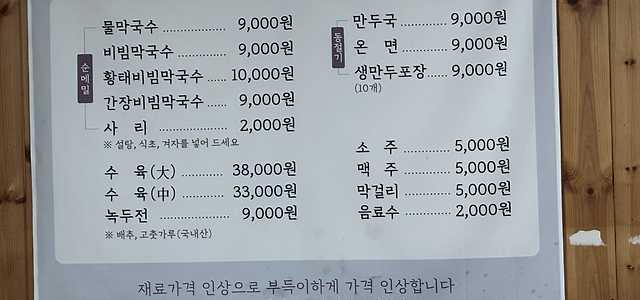 순메밀
물막국수 ................... 9,000원
비빔막국수 ............... 9,000원
황태비빔막국수 ...... 10,000원
간장비빔막국수 ....... 9,000원
사 리 .................... 2,000원
※ 설탕, 식초, 겨자를 넣어 드세요
수 육(大) .............. 38,000원
수 육(中) ............. 33,000원
녹두전 .................... 9,000원
※ 배추, 고춧가루(국내산)
동절기
만두국 ............. 9,000원
온 면 .............. 9,000원
생만두포장 ...... 9,000원
(10개)
소 주 ............. 5,000원
맥 주 ............. 5,000원
막걸리 ............. 5,000원
음료수 ............. 2,000원
재료가격 인상으로 부득이하게 가격 인상합니다